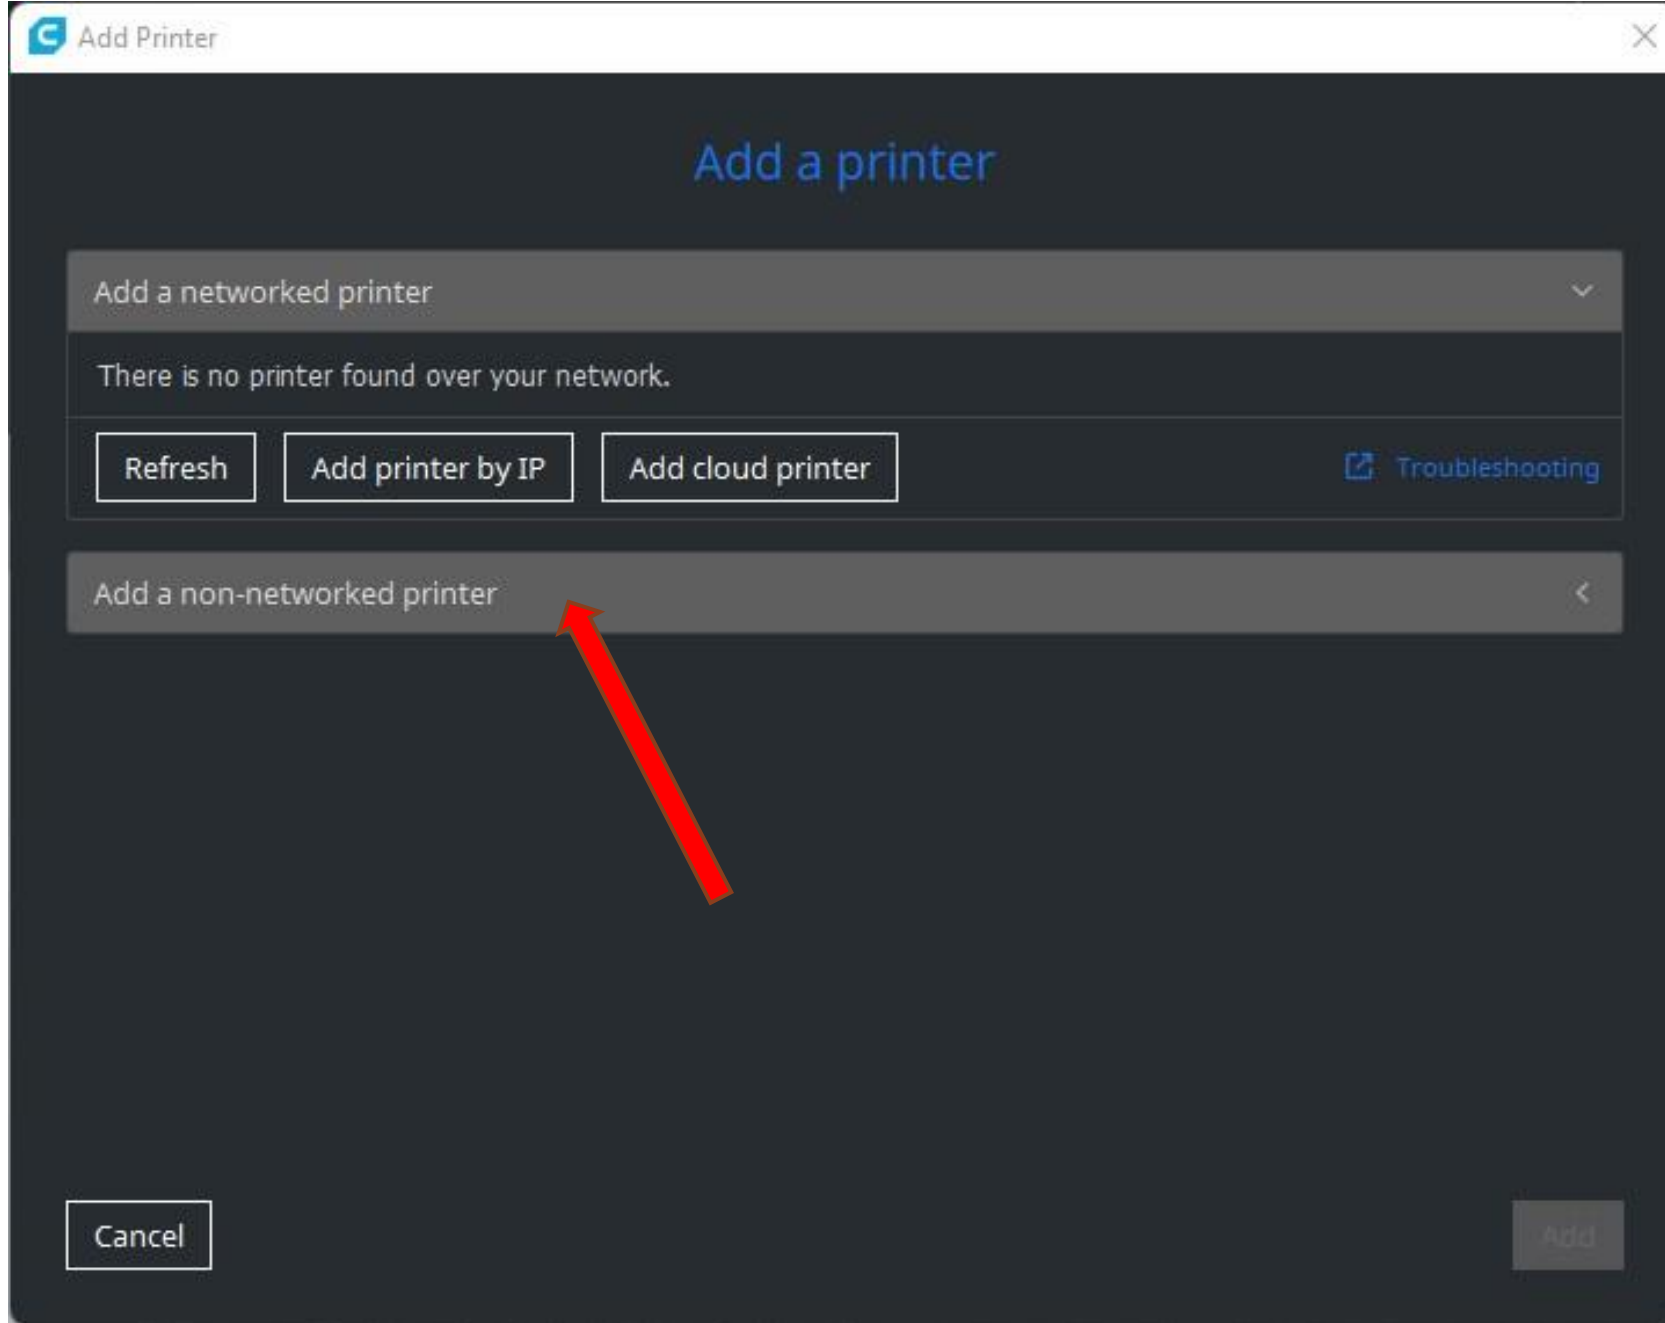 Add Printer
Add a printer
Add a networked printer
There is no printer found over your network.
Refresh Add printer by IP Add cloud printer Troubleshooting
Add a non-networked printer
Cancel Add